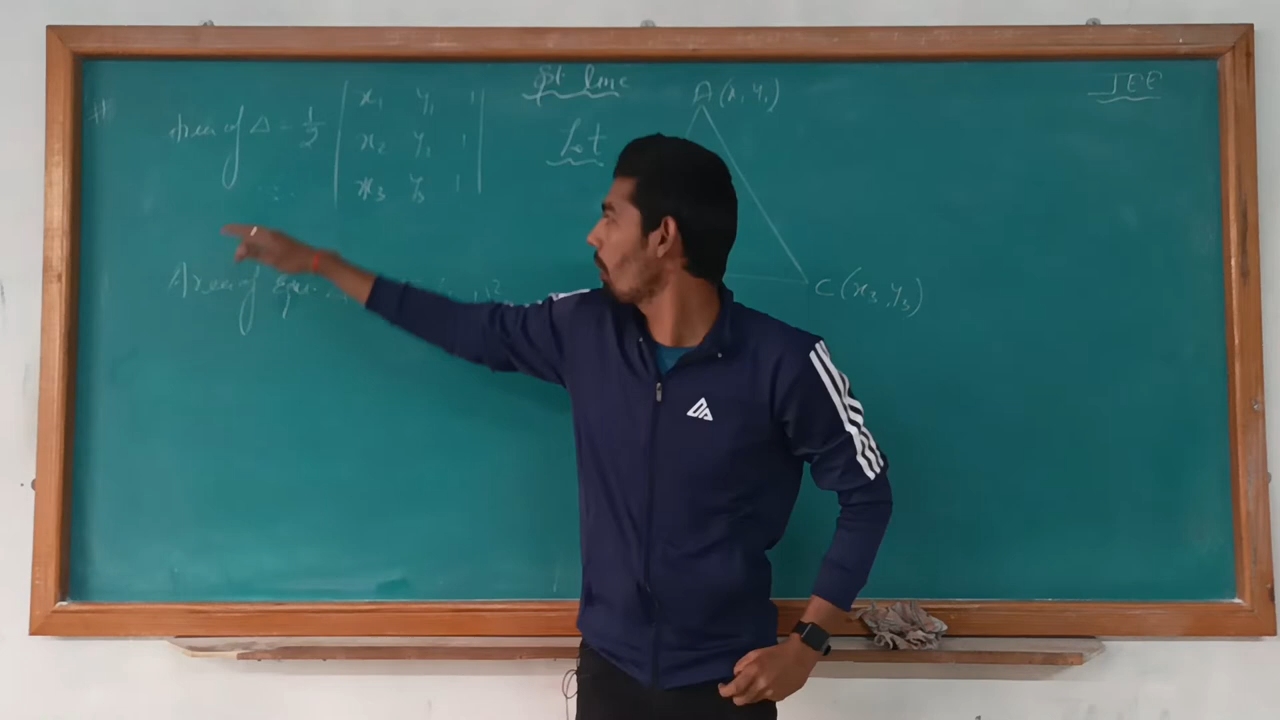 St. line
JEE
#
Area of Δ = 1/2 | x₁ y₁ 1 |
| x₂ y₂ 1 |
| x₃ y₃ 1 |
Let
A (x, y₁)
C (x₃, y₃)
Area of